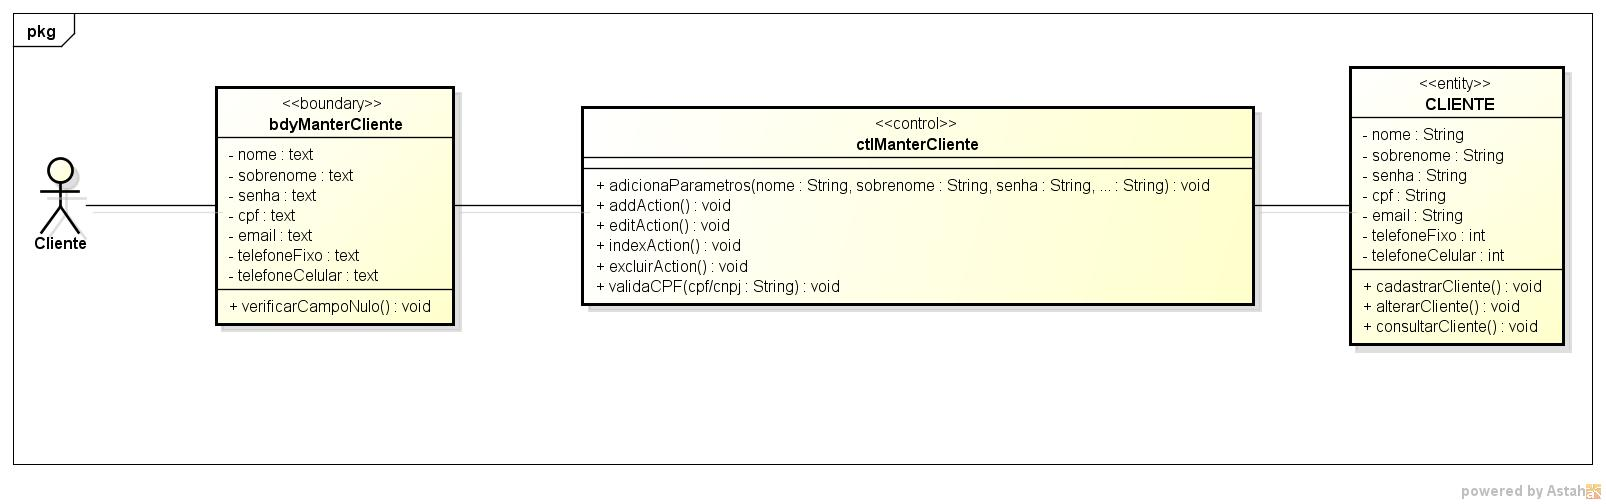 pkg
Cliente
<<boundary>>
bdyManterCliente
- nome : text
- sobrenome : text
- senha : text
- cpf : text
- email : text
- telefoneFixo : text
- telefoneCelular : text
+ verificarCampoNulo() : void
<<control>>
ctlManterCliente
+ adicionaParametros(nome : String, sobrenome : String, senha : String, ... : String) : void
+ addAction() : void
+ editAction() : void
+ indexAction() : void
+ excluirAction() : void
+ validaCPF(cpf/cnpj : String) : void
<<entity>>
CLIENTE
- nome : String
- sobrenome : String
- senha : String
- cpf : String
- email : String
- telefoneFixo : int
- telefoneCelular : int
+ cadastrarCliente() : void
+ alterarCliente() : void
+ consultarCliente() : void
powered by Astah